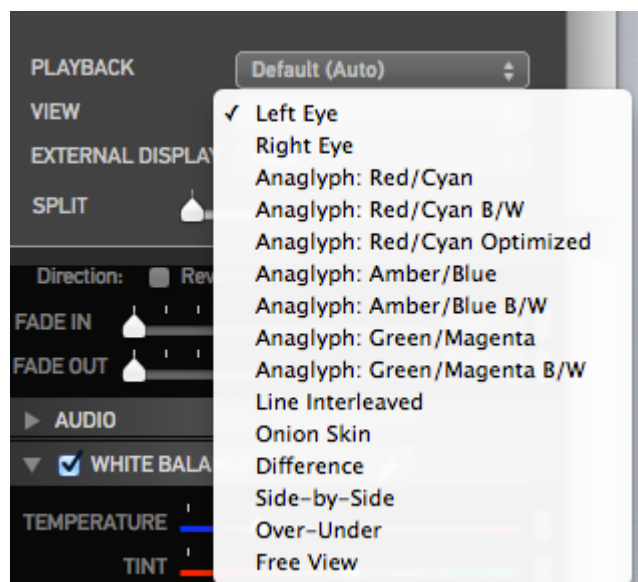 PLAYBACK Default (Auto)
VIEW ✓ Left Eye
Right Eye
EXTERNAL DISPLAY
Anaglyph: Red/Cyan
SPLIT Anaglyph: Red/Cyan B/W
Anaglyph: Red/Cyan Optimized
Direction: Anaglyph: Amber/Blue
Anaglyph: Amber/Blue B/W
FADE IN
Anaglyph: Green/Magenta
FADE OUT Anaglyph: Green/Magenta B/W
Line Interleaved
AUDIO
Onion Skin
WHITE Difference
Side-by-Side
TEMPERATURE
Over-Under
TINT Free View